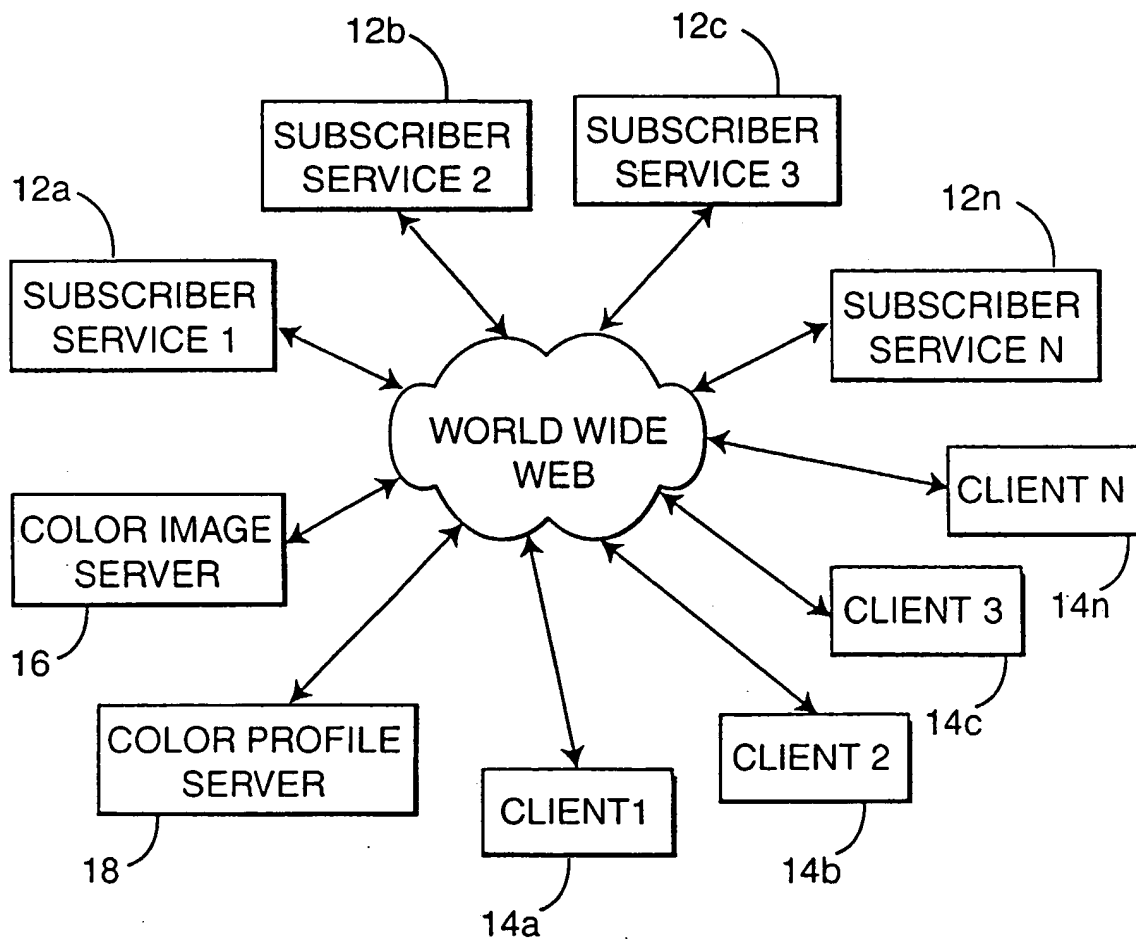 12b
12c
SUBSCRIBER
SERVICE 2
SUBSCRIBER
SERVICE 3
12a
12n
SUBSCRIBER
SERVICE 1
SUBSCRIBER
SERVICE N
WORLD WIDE
WEB
CLIENT N
COLOR IMAGE
SERVER
CLIENT 3
14n
16
COLOR PROFILE
SERVER
CLIENT 2
14c
CLIENT1
18
14b
14a